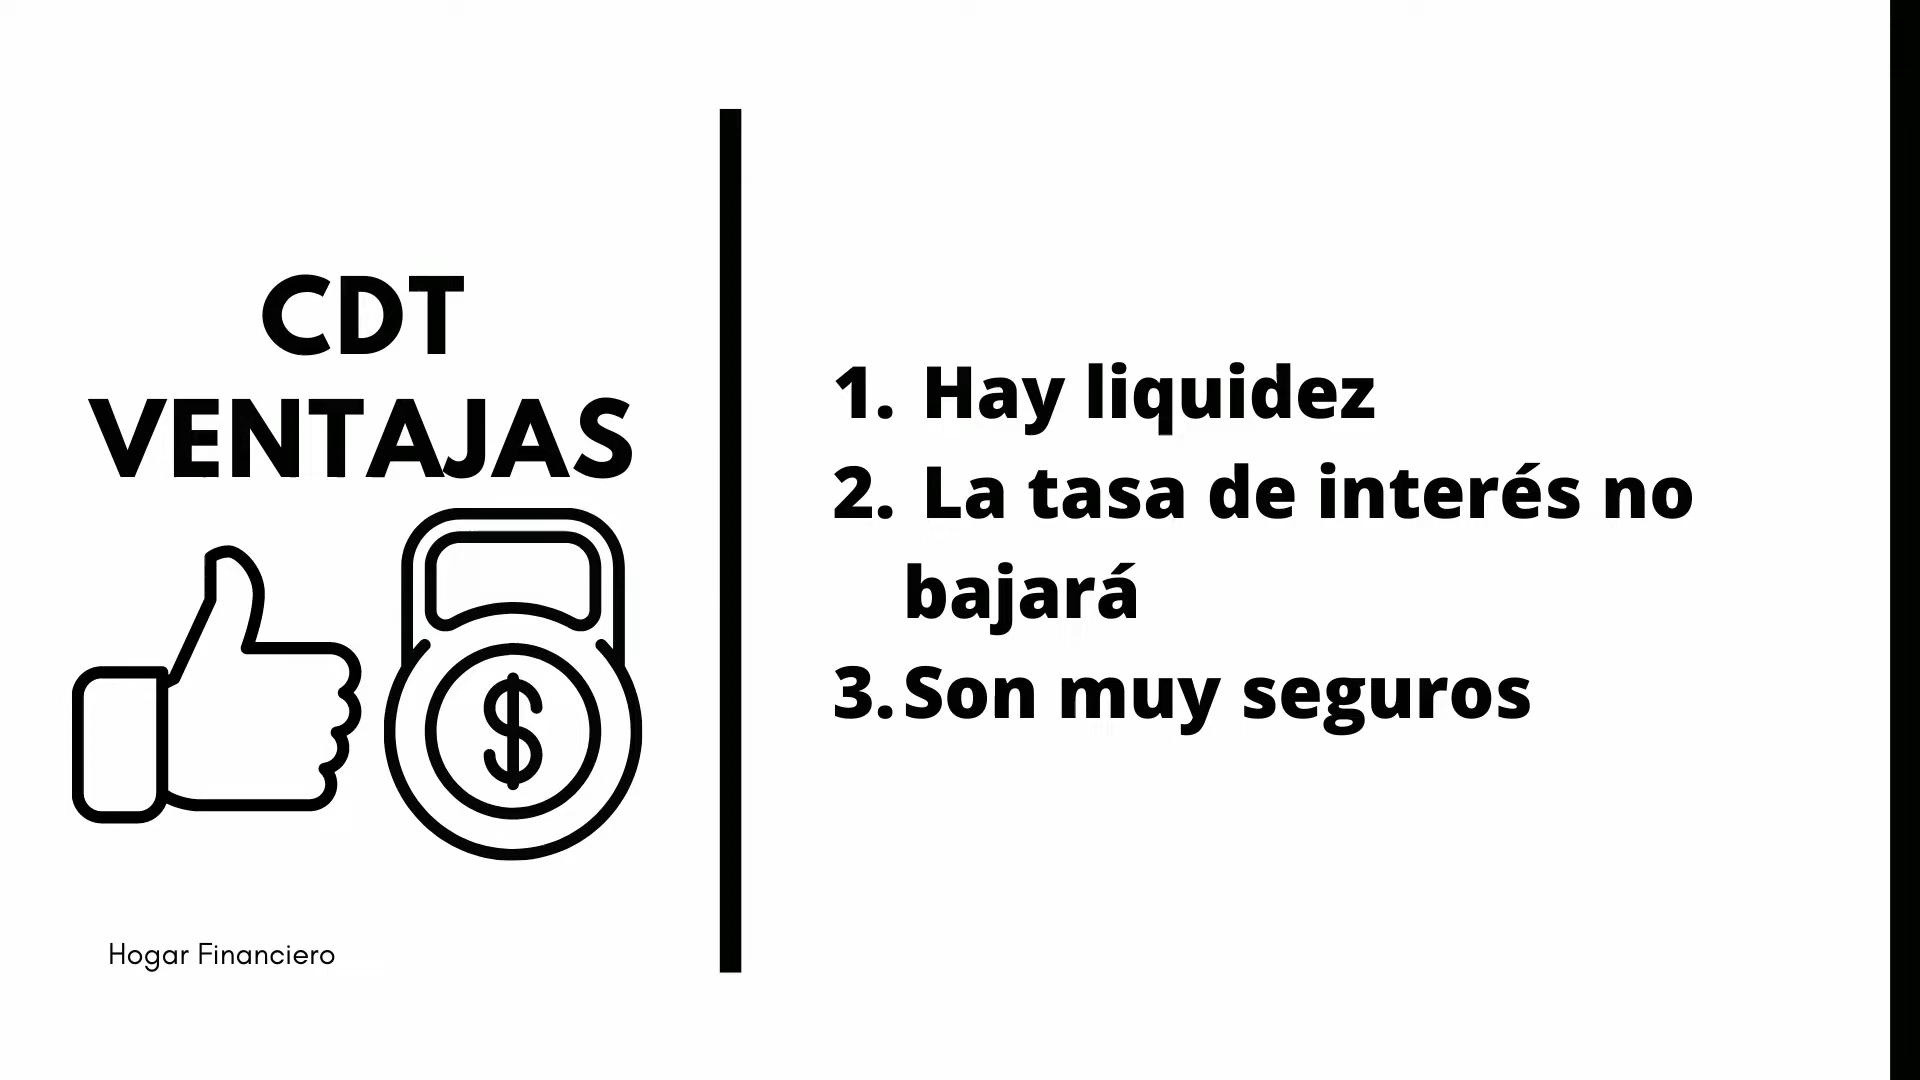 CDT
VENTAJAS
Hogar Financiero
1. Hay liquidez
2. La tasa de interés no
bajará
3. Son muy seguros